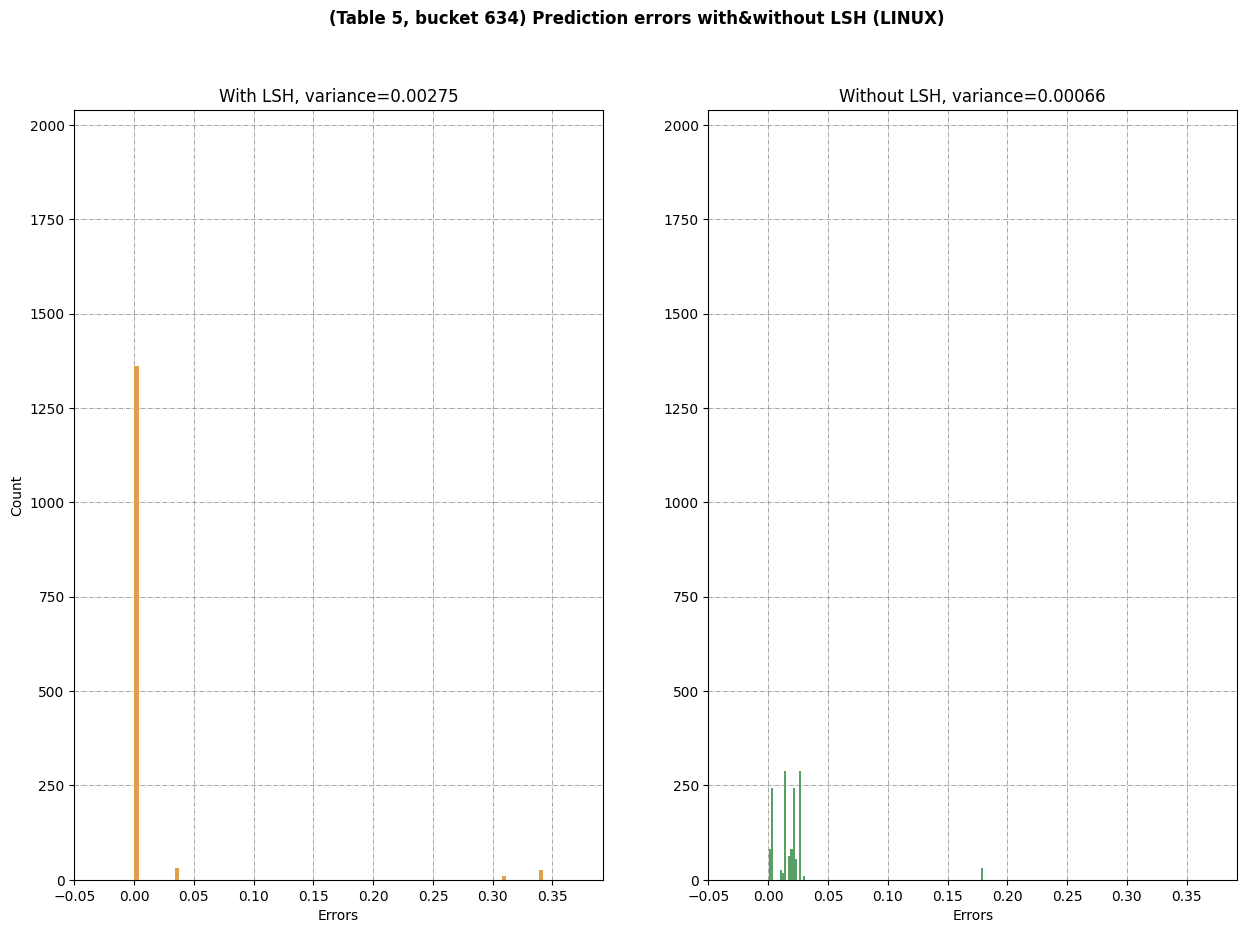 (Table 5, bucket 634) Prediction errors with&without LSH (LINUX)
With LSH, variance=0.00275
2000
1750
1500
1250
1000
750
500
250
0
Count
−0.05 0.00 0.05 0.10 0.15 0.20 0.25 0.30 0.35
Errors
Without LSH, variance=0.00066
2000
1750
1500
1250
1000
750
500
250
0
−0.05 0.00 0.05 0.10 0.15 0.20 0.25 0.30 0.35
Errors